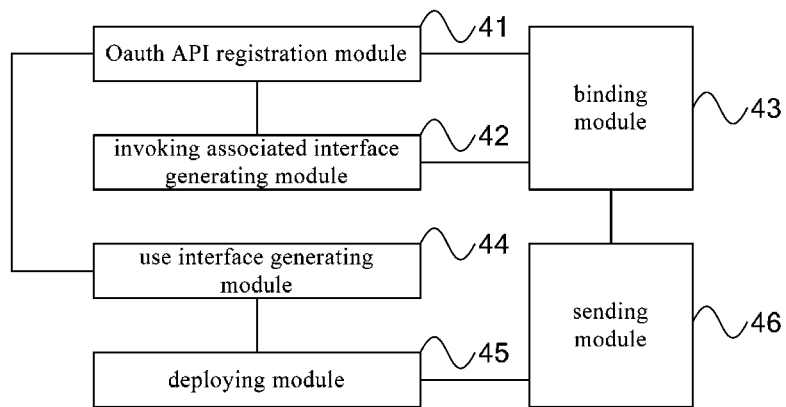 Oauth API registration module
41
invoking associated interface
generating module
42
binding
module
43
use interface generating
module
44
deploying module
45
sending
module
46